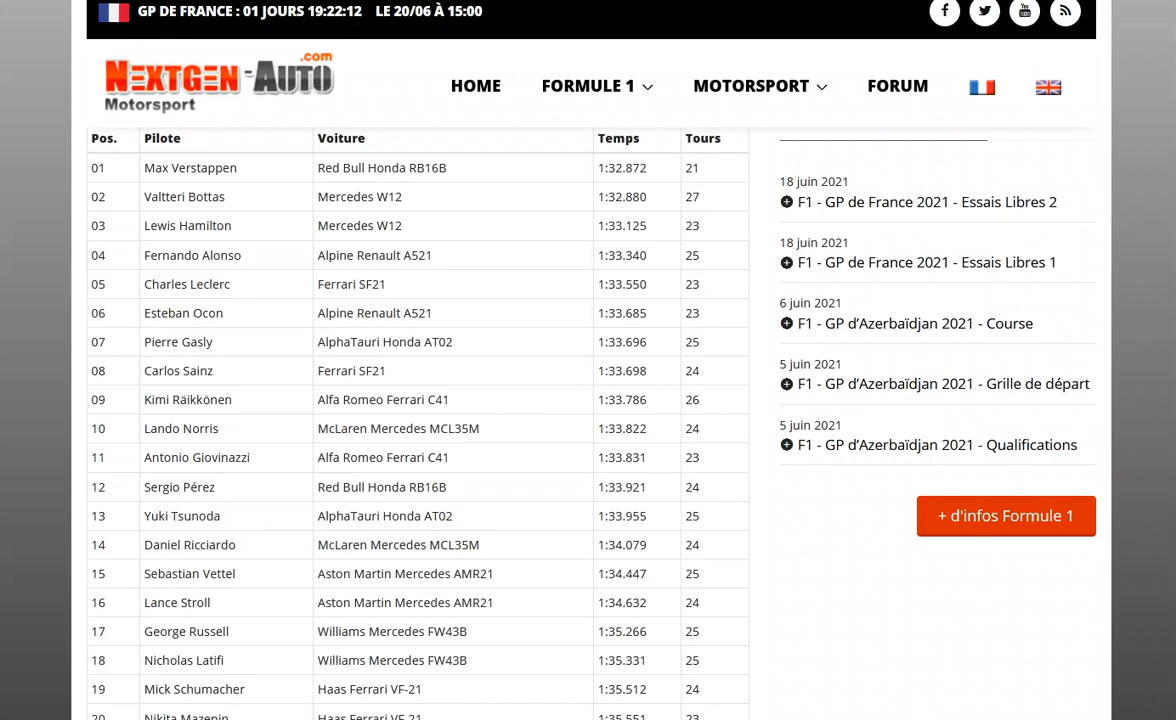 GP DE FRANCE : 01 JOURS 19:22:12 LE 20/06 À 15:00
NEXTGEN-AUTO.com
Motorsport
HOME FORMULE 1 MOTORSPORT FORUM
Pos. Pilote Voiture Temps Tours
01 Max Verstappen Red Bull Honda RB16B 1:32.872 21
02 Valtteri Bottas Mercedes W12 1:32.880 27
03 Lewis Hamilton Mercedes W12 1:33.125 23
04 Fernando Alonso Alpine Renault A521 1:33.340 25
05 Charles Leclerc Ferrari SF21 1:33.550 23
06 Esteban Ocon Alpine Renault A521 1:33.685 23
07 Pierre Gasly AlphaTauri Honda AT02 1:33.696 25
08 Carlos Sainz Ferrari SF21 1:33.698 24
09 Kimi Räikkönen Alfa Romeo Ferrari C41 1:33.786 26
10 Lando Norris McLaren Mercedes MCL35M 1:33.822 24
11 Antonio Giovinazzi Alfa Romeo Ferrari C41 1:33.831 23
12 Sergio Pérez Red Bull Honda RB16B 1:33.921 24
13 Yuki Tsunoda AlphaTauri Honda AT02 1:33.955 25
14 Daniel Ricciardo McLaren Mercedes MCL35M 1:34.079 24
15 Sebastian Vettel Aston Martin Mercedes AMR21 1:34.447 25
16 Lance Stroll Aston Martin Mercedes AMR21 1:34.632 24
17 George Russell Williams Mercedes FW43B 1:35.266 25
18 Nicholas Latifi Williams Mercedes FW43B 1:35.331 25
19 Mick Schumacher Haas Ferrari VF-21 1:35.512 24
20 Nikita Mazepin Haas Ferrari VF-21 1:35.551 23
18 juin 2021
F1 - GP de France 2021 - Essais Libres 2
18 juin 2021
F1 - GP de France 2021 - Essais Libres 1
6 juin 2021
F1 - GP d'Azerbaïdjan 2021 - Course
5 juin 2021
F1 - GP d'Azerbaïdjan 2021 - Grille de départ
5 juin 2021
F1 - GP d'Azerbaïdjan 2021 - Qualifications
+ d'infos Formule 1